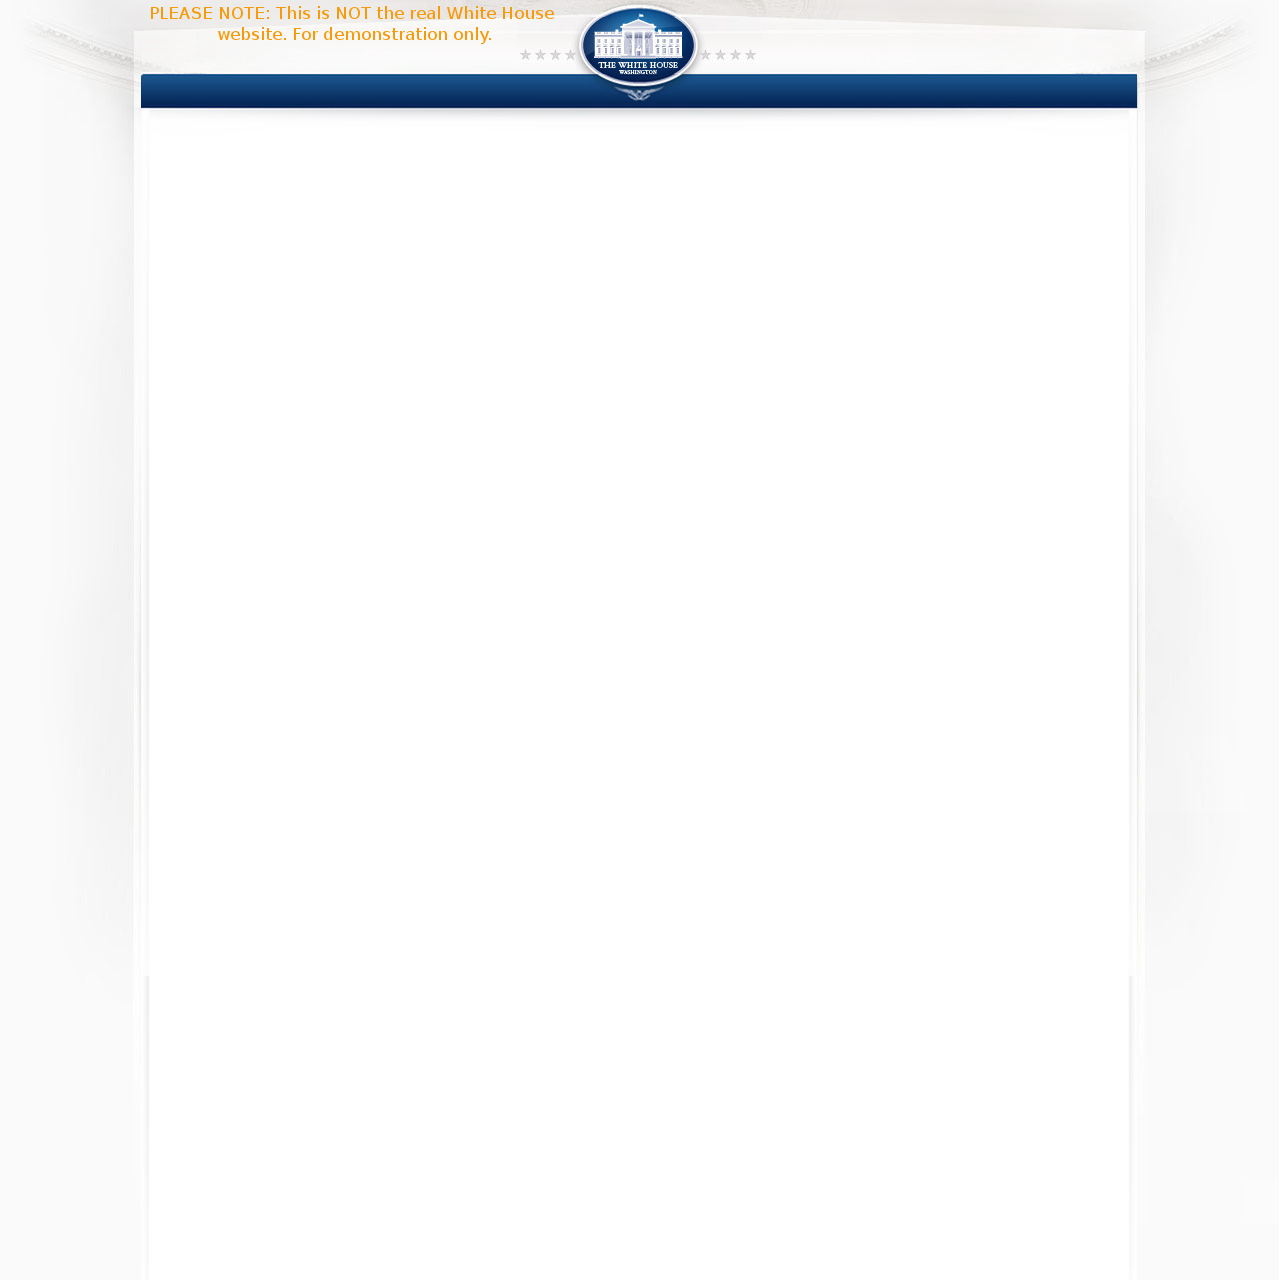 PLEASE NOTE: This is NOT the real White House
website. For demonstration only.
THE WHITE HOUSE
WASHINGTON